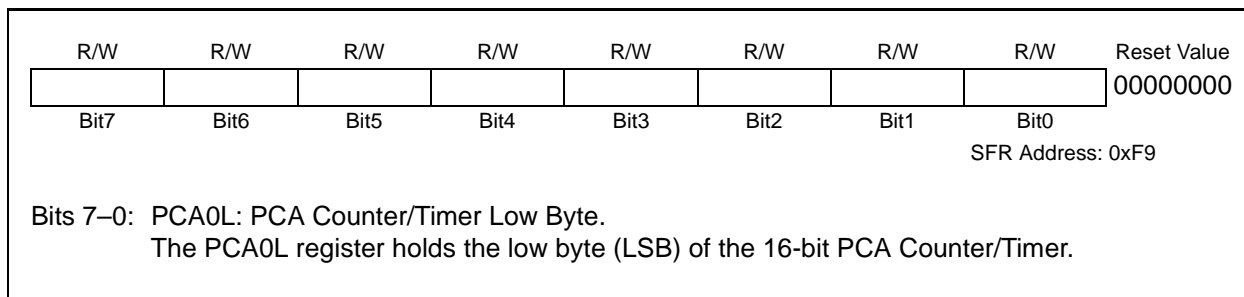 R/W R/W R/W R/W R/W R/W R/W R/W Reset Value
00000000
Bit7 Bit6 Bit5 Bit4 Bit3 Bit2 Bit1 Bit0
SFR Address: 0xF9
Bits 7–0: PCA0L: PCA Counter/Timer Low Byte.
The PCA0L register holds the low byte (LSB) of the 16-bit PCA Counter/Timer.